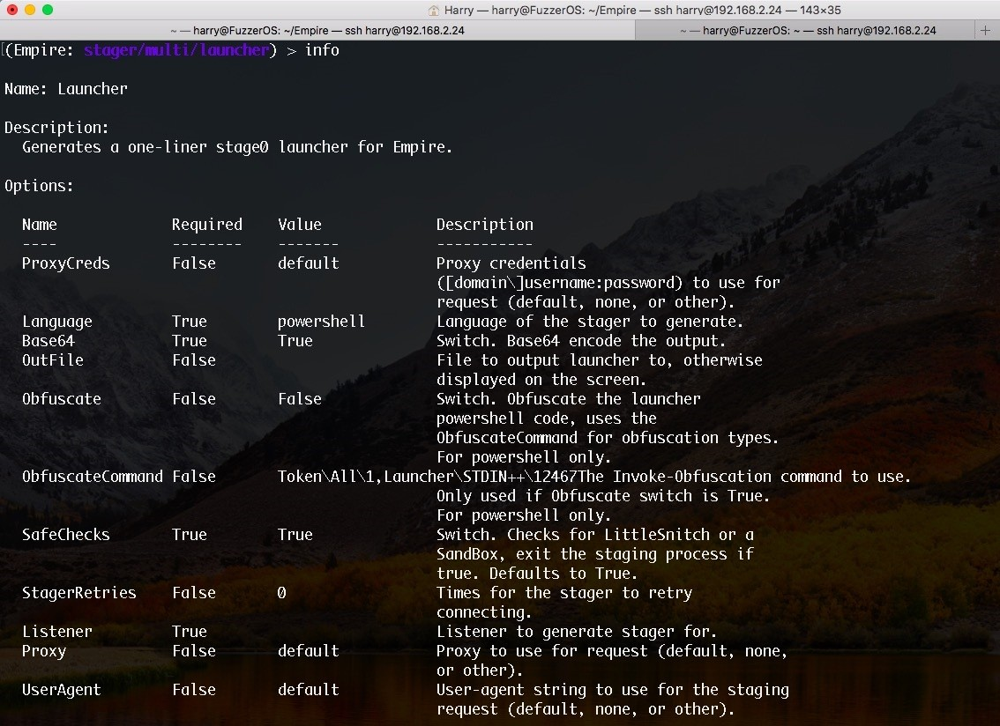 Harry — harry@FuzzerOS: ~/Empire — ssh harry@192.168.2.24 — 143×35
~ — harry@FuzzerOS: ~/Empire — ssh harry@192.168.2.24 ~ — harry@FuzzerOS: ~ — ssh harry@192.168.2.24 +
[(Empire: stager/multi/launcher) > info
Name: Launcher
Description:
Generates a one-liner stage0 launcher for Empire.
Options:
Name Required Value Description
---- -------- ------- -----------
ProxyCreds False default Proxy credentials
([domain\]username:password) to use for
request (default, none, or other).
Language True powershell Language of the stager to generate.
Base64 True True Switch. Base64 encode the output.
OutFile False File to output launcher to, otherwise
displayed on the screen.
Obfuscate False False Switch. Obfuscate the launcher
powershell code, uses the
ObfuscateCommand for obfuscation types.
For powershell only.
ObfuscateCommand False Token\All\1,Launcher\STDIN++\12467The Invoke-Obfuscation command to use.
Only used if Obfuscate switch is True.
For powershell only.
SafeChecks True True Switch. Checks for LittleSnitch or a
SandBox, exit the staging process if
true. Defaults to True.
StagerRetries False 0 Times for the stager to retry
connecting.
Listener True Listener to generate stager for.
Proxy False default Proxy to use for request (default, none,
or other).
UserAgent False default User-agent string to use for the staging
request (default, none, or other).